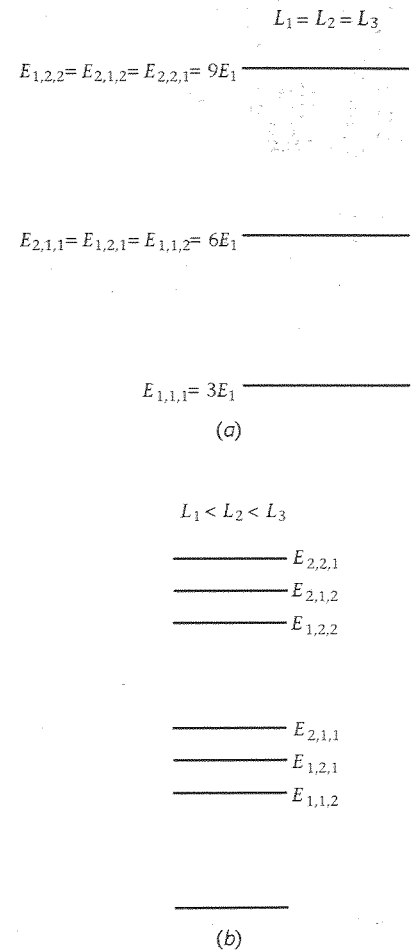 L₁ = L₂ = L₃
E₁,₂,₂= E₂,₁,₂= E₂,₂,₁= 9E₁
E₂,₁,₁= E₁,₂,₁= E₁,₁,₂= 6E₁
E₁,₁,₁= 3E₁
(a)
L₁ < L₂ < L₃
E₂,₂,₁
E₂,₁,₂
E₁,₂,₂
E₂,₁,₁
E₁,₂,₁
E₁,₁,₂
(b)